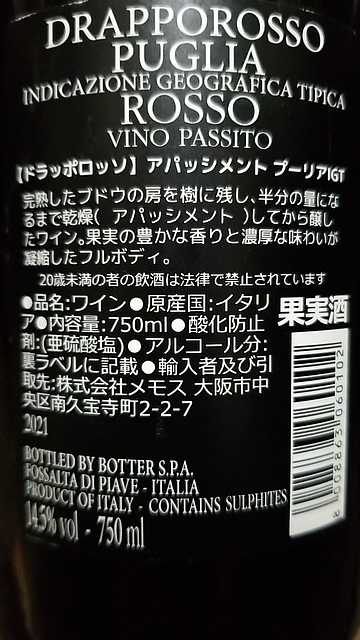 DRAPPOROSSO
PUGLIA
INDICAZIONE GEOGRAFICA TIPICA
ROSSO
VINO PASSITO
【ドラッポロッソ】 アパッシメント プーリアIGT
完熟したブドウの房を樹に残し、半分の量にな
るまで乾燥( アパッシメント )してから醸し
たワイン。果実の豊かな香りと濃厚な味わいが
凝縮したフルボディ。
20歳未満の者の飲酒は法律で禁止されています
●品名:ワイン●原産国:イタリ
ア●内容量:750ml●酸化防止
剤:(亜硫酸塩)●アルコール分:
裏ラベルに記載●輸入者及び引
取先:株式会社メモス 大阪市中
央区南久宝寺町2-2-7
果実酒
2021
BOTTLED BY BOTTER S.P.A.
FOSSALTA DI PIAVE - ITALIA
PRODUCT OF ITALY - CONTAINS SULPHITES
14.5% vol - 750 ml
8 008863 060102